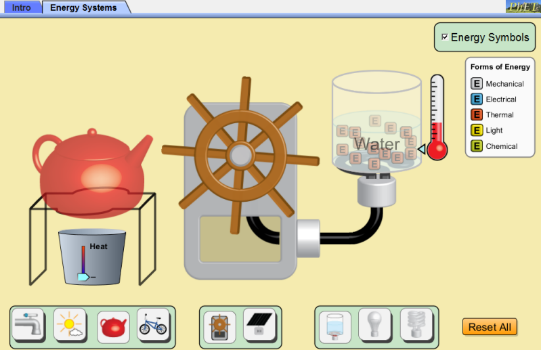 Intro
Energy Systems
PhET
Energy Symbols
Forms of Energy
E Mechanical
E Electrical
E Thermal
E Light
E Chemical
Water
E E E E E E E E E E E E E
Heat
Reset All